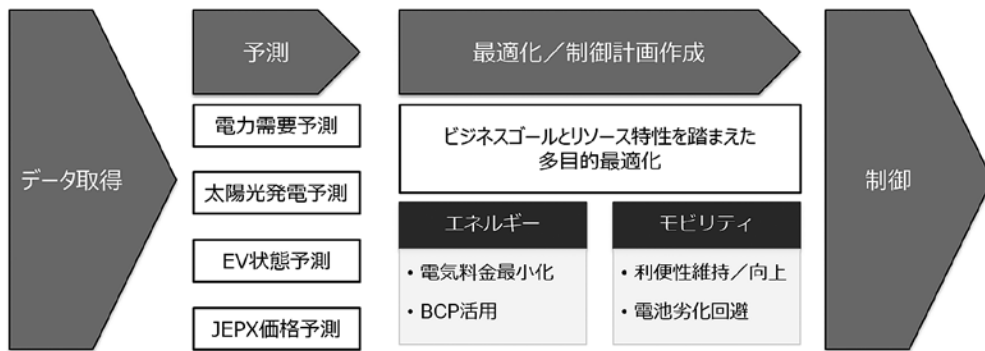 データ取得
予測
電力需要予測
太陽光発電予測
EV状態予測
JEPX価格予測
最適化／制御計画作成
ビジネスゴールとリソース特性を踏まえた
多目的最適化
エネルギー
・電気料金最小化
・BCP活用
モビリティ
・利便性維持／向上
・電池劣化回避
制御